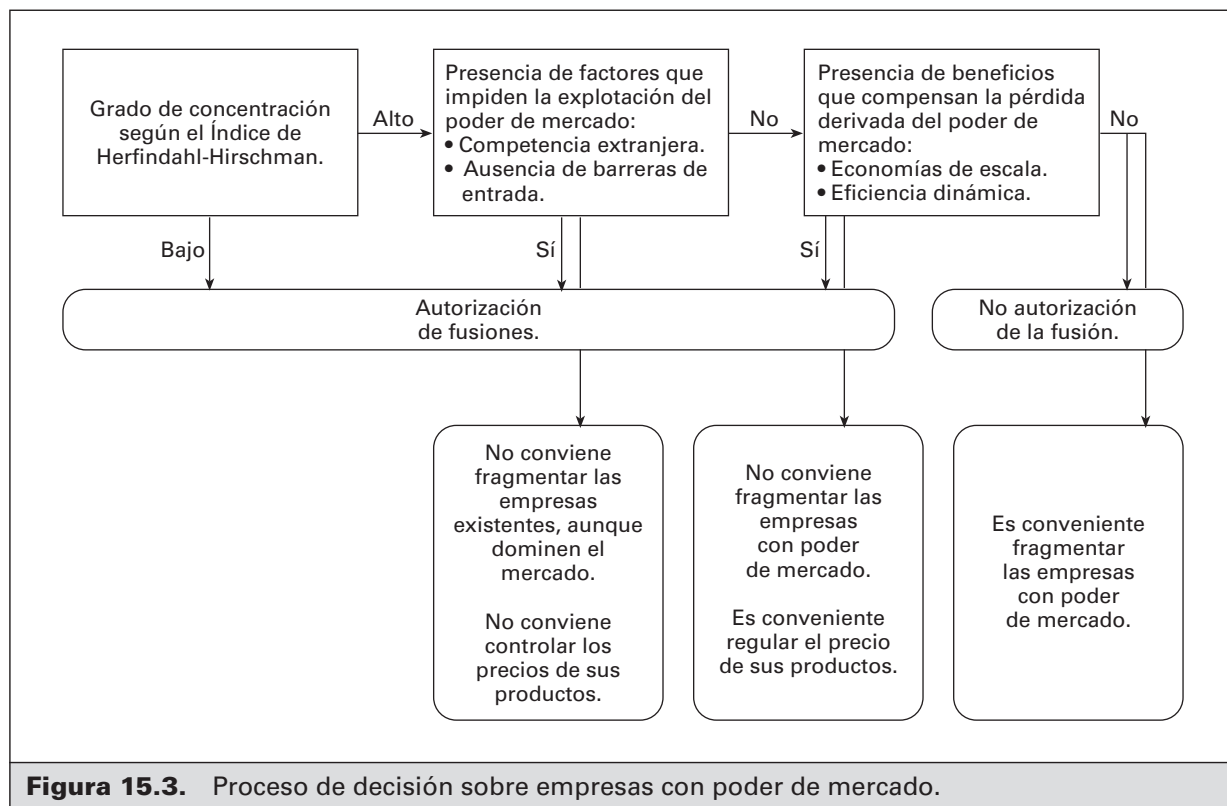 Grado de concentración
según el Índice de
Herfindahl-Hirschman.
Alto
Presencia de factores que
impiden la explotación del
poder de mercado:
• Competencia extranjera.
• Ausencia de barreras de
entrada.
No
Presencia de beneficios
que compensan la pérdida
derivada del poder de
mercado:
• Economías de escala.
• Eficiencia dinámica.
No
Bajo
Sí
Sí
Autorización
de fusiones.
No autorización
de la fusión.
No conviene
fragmentar las
empresas
existentes, aunque
dominen el
mercado.
No conviene
controlar los
precios de sus
productos.
No conviene
fragmentar las
empresas
con poder
de mercado.
Es conveniente
regular el precio
de sus productos.
Es conveniente
fragmentar
las empresas
con poder
de mercado.
Figura 15.3. Proceso de decisión sobre empresas con poder de mercado.